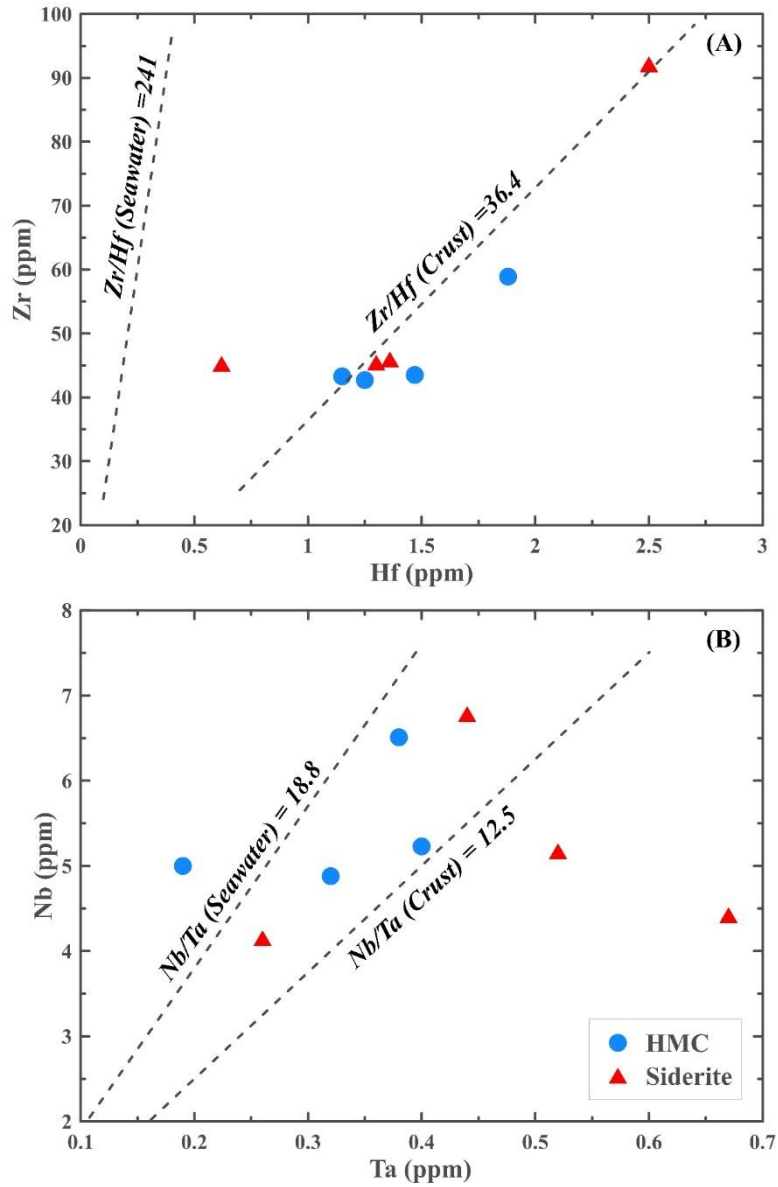 (A)
100
90
80
70
60
50
40
30
20
Zr (ppm)
Zr/Hf (Seawater) =241
Zr/Hf (Crust) =36.4
0
0.5
1
1.5
2
2.5
3
Hf (ppm)
(B)
8
7
6
5
4
3
2
Nb (ppm)
Nb/Ta (Seawater) = 18.8
Nb/Ta (Crust) = 12.5
HMC
Siderite
0.1
0.2
0.3
0.4
0.5
0.6
0.7
Ta (ppm)